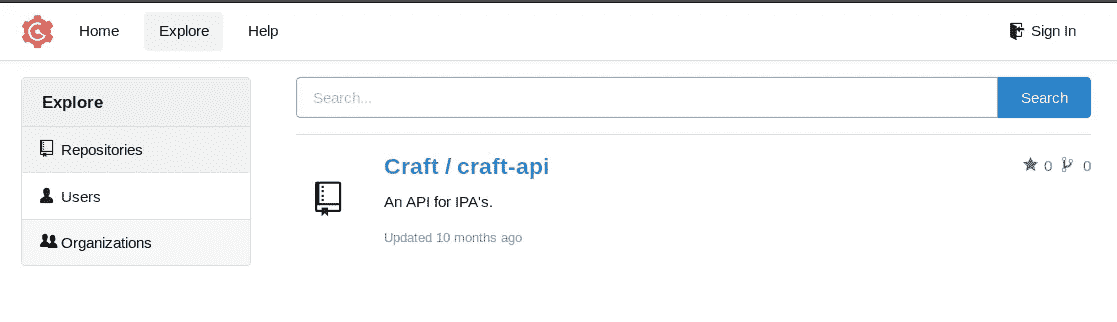 Home Explore Help Sign In
Explore
Repositories
Users
Organizations
Search... Search
Craft / craft-api 0 0
An API for IPA's.
Updated 10 months ago